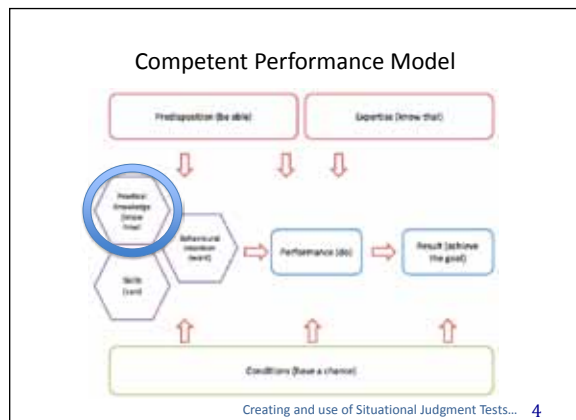 Competent Performance Model
Predisposition (be able)
Expertise (know that)
Practical
Knowledge
(know
how)
Behavioural
intention
(want)
Skills
(can)
Performance (do)
Result (achieve
the goal)
Conditions (have a chance)
Creating and use of Situational Judgment Tests... 4